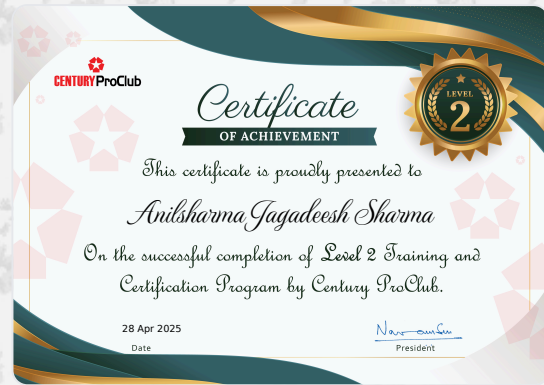 CENTURY ProClub
Certificate
OF ACHIEVEMENT
LEVEL
2
This certificate is proudly presented to
Anilsharma Jagadeesh Sharma
On the successful completion of Level 2 Training and
Certification Program by Century ProClub.
28 Apr 2025
Date
President